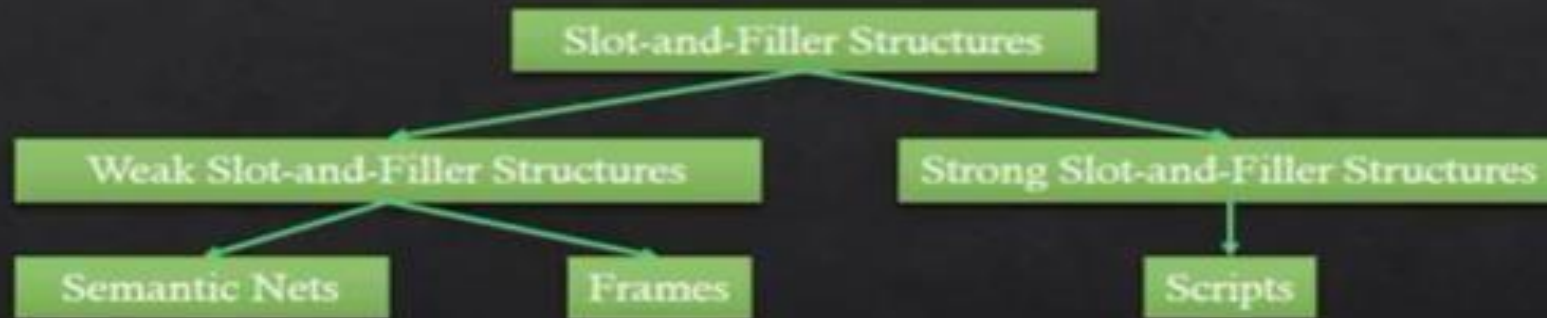 Slot-and-Filler Structures
Weak Slot-and-Filler Structures
Strong Slot-and-Filler Structures
Semantic Nets
Frames
Scripts